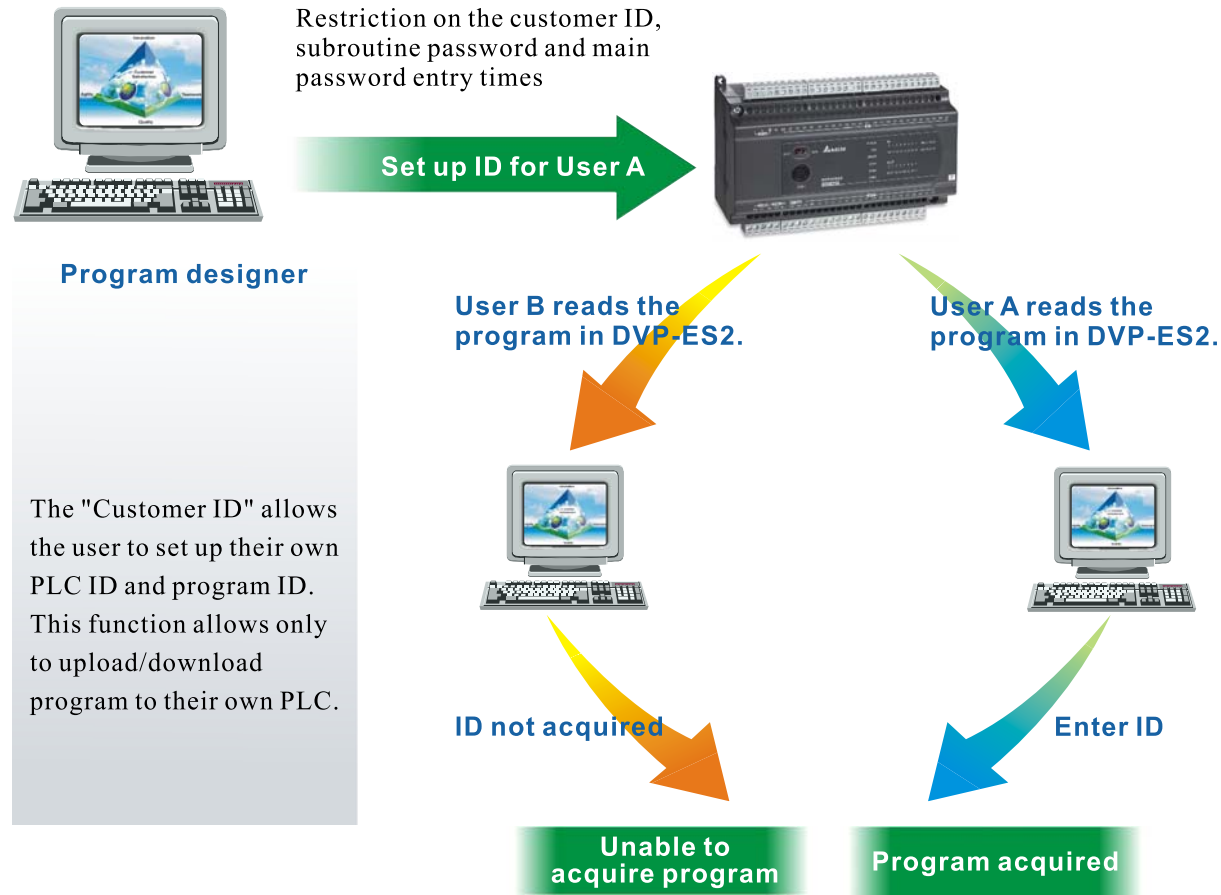 Restriction on the customer ID,
subroutine password and main
password entry times
Set up ID for User A
Program designer
The "Customer ID" allows
the user to set up their own
PLC ID and program ID.
This function allows only
to upload/download
program to their own PLC.
User B reads the
program in DVP-ES2.
User A reads the
program in DVP-ES2.
ID not acquired
Enter ID
Unable to
acquire program
Program acquired